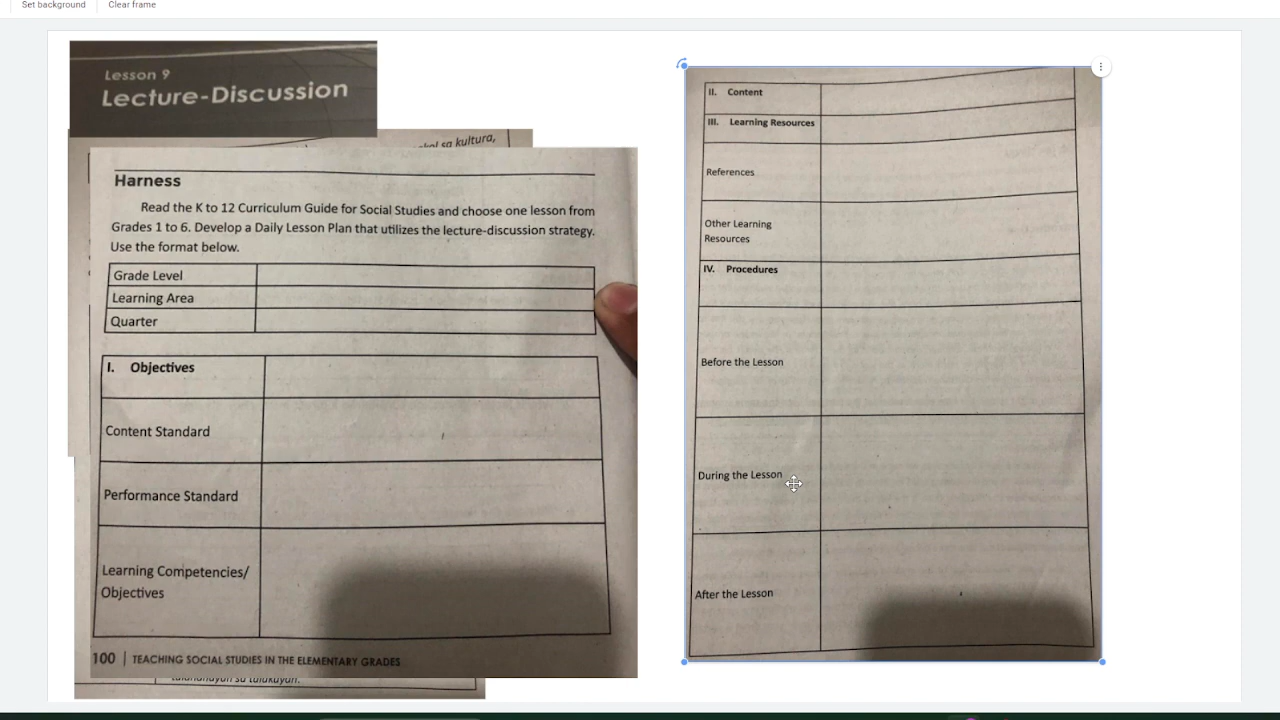 Set background
Clear frame
Lesson 9
Lecture-Discussion
sa kultura,
Harness
Read the K to 12 Curriculum Guide for Social Studies and choose one lesson from
Grades 1 to 6. Develop a Daily Lesson Plan that utilizes the lecture-discussion strategy.
Use the format below.
Grade Level
Learning Area
Quarter
I. Objectives
Content Standard
Performance Standard
Learning Competencies/
Objectives
100 | TEACHING SOCIAL STUDIES IN THE ELEMENTARY GRADES
II. Content
III. Learning Resources
References
Other Learning
Resources
IV. Procedures
Before the Lesson
During the Lesson
After the Lesson